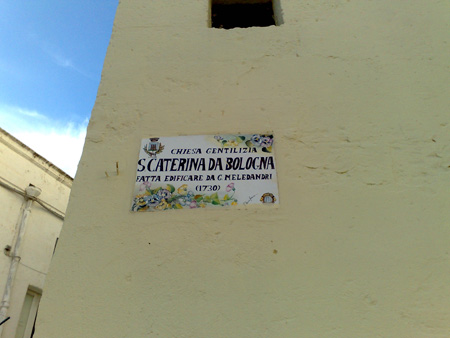 CHIESA GENTILIZIA
S CATERINA DA BOLOGNA
FATTA EDIFICARE DA G. MELEDANDRI
(1730)